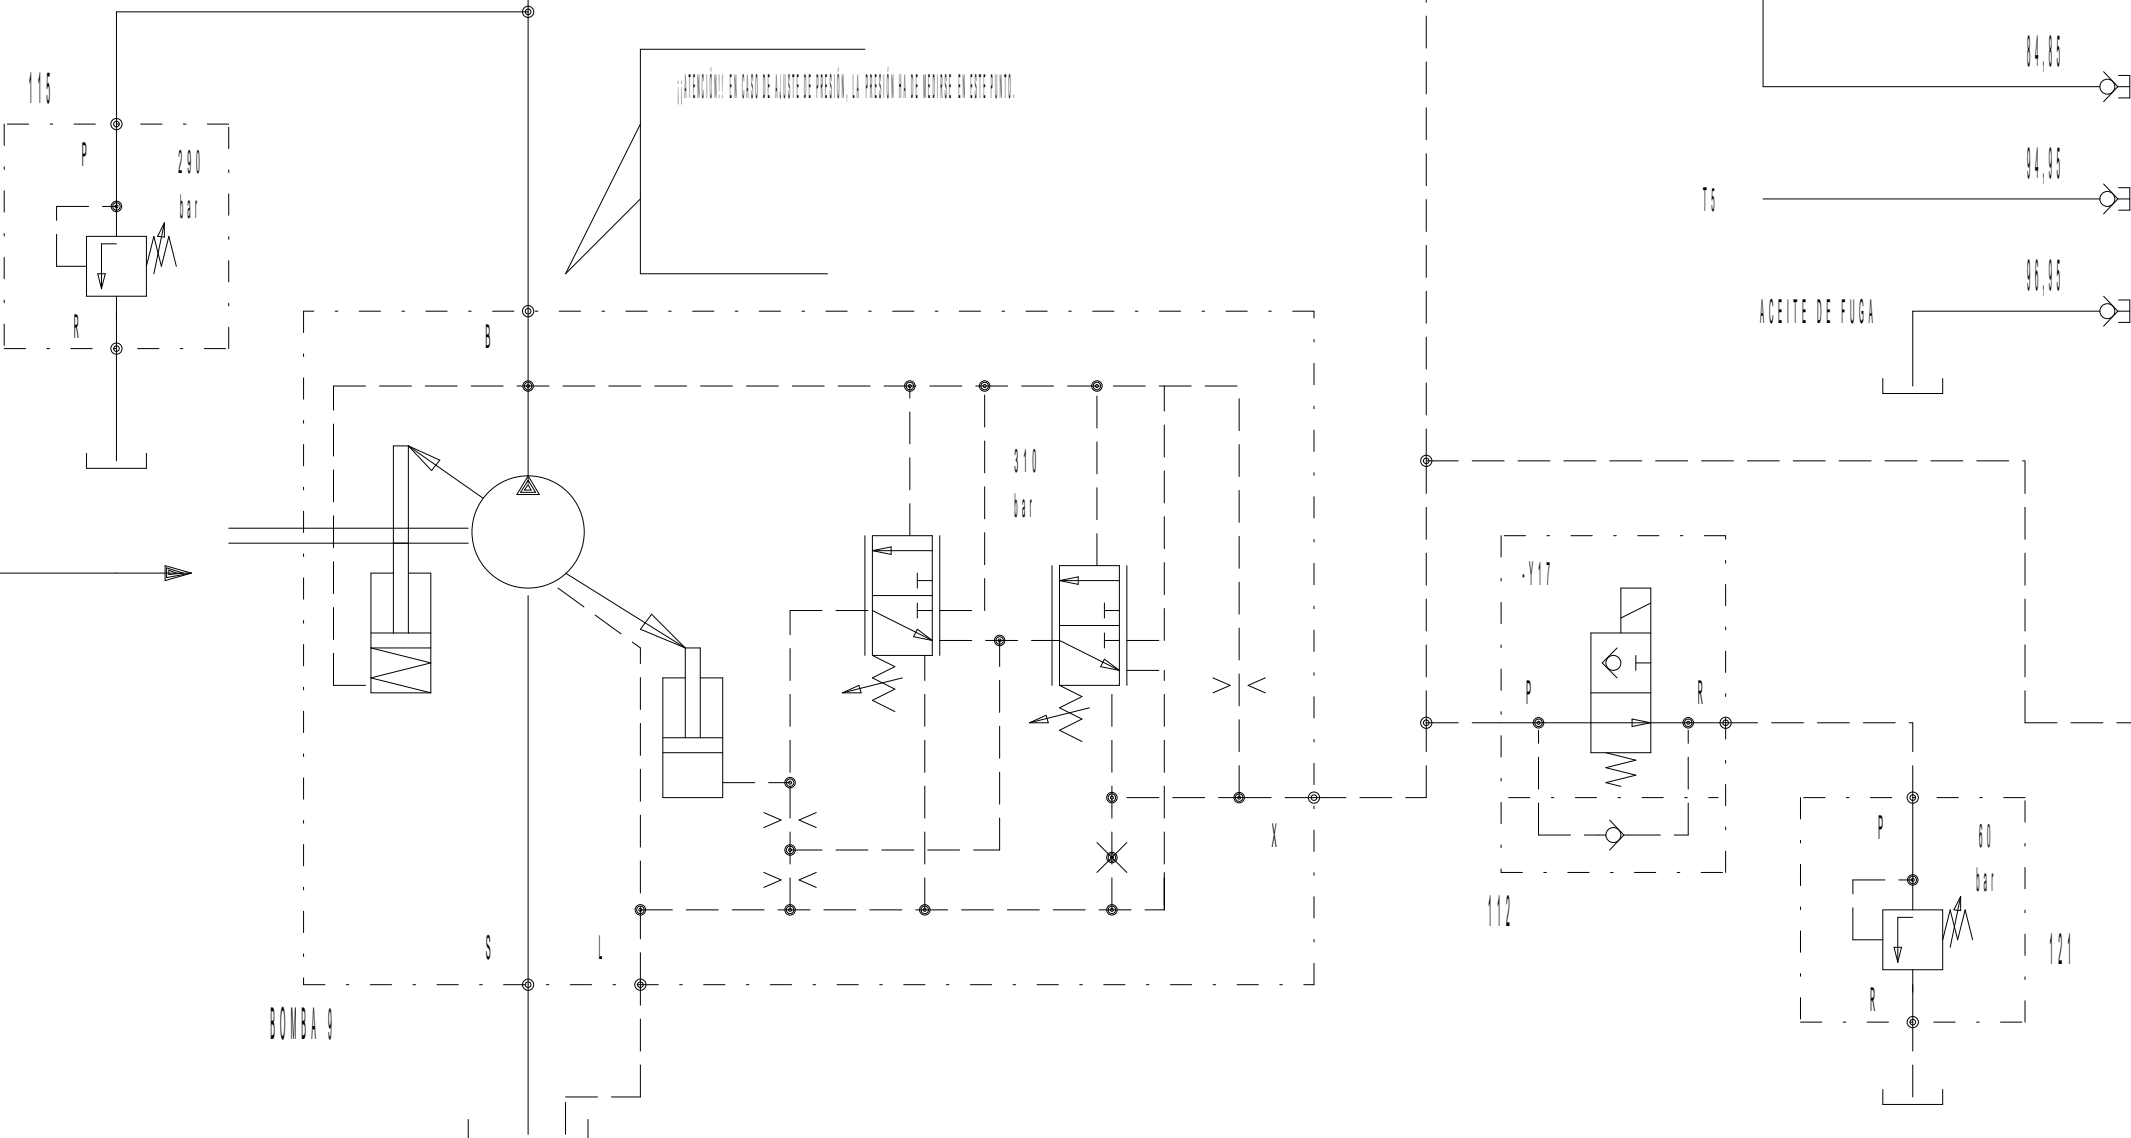 84,85
115
¡¡ATENCIÓN!! EN CASO DE AJUSTE DE PRESIÓN, LA PRESIÓN HA DE MEDIRSE EN ESTE PUNTO.
P
290
bar
94,95
T5
R
96,95
ACEITE DE FUGA
B
310
bar
-Y17
P
R
X
P
60
bar
112
S
L
121
R
BOMBA 9